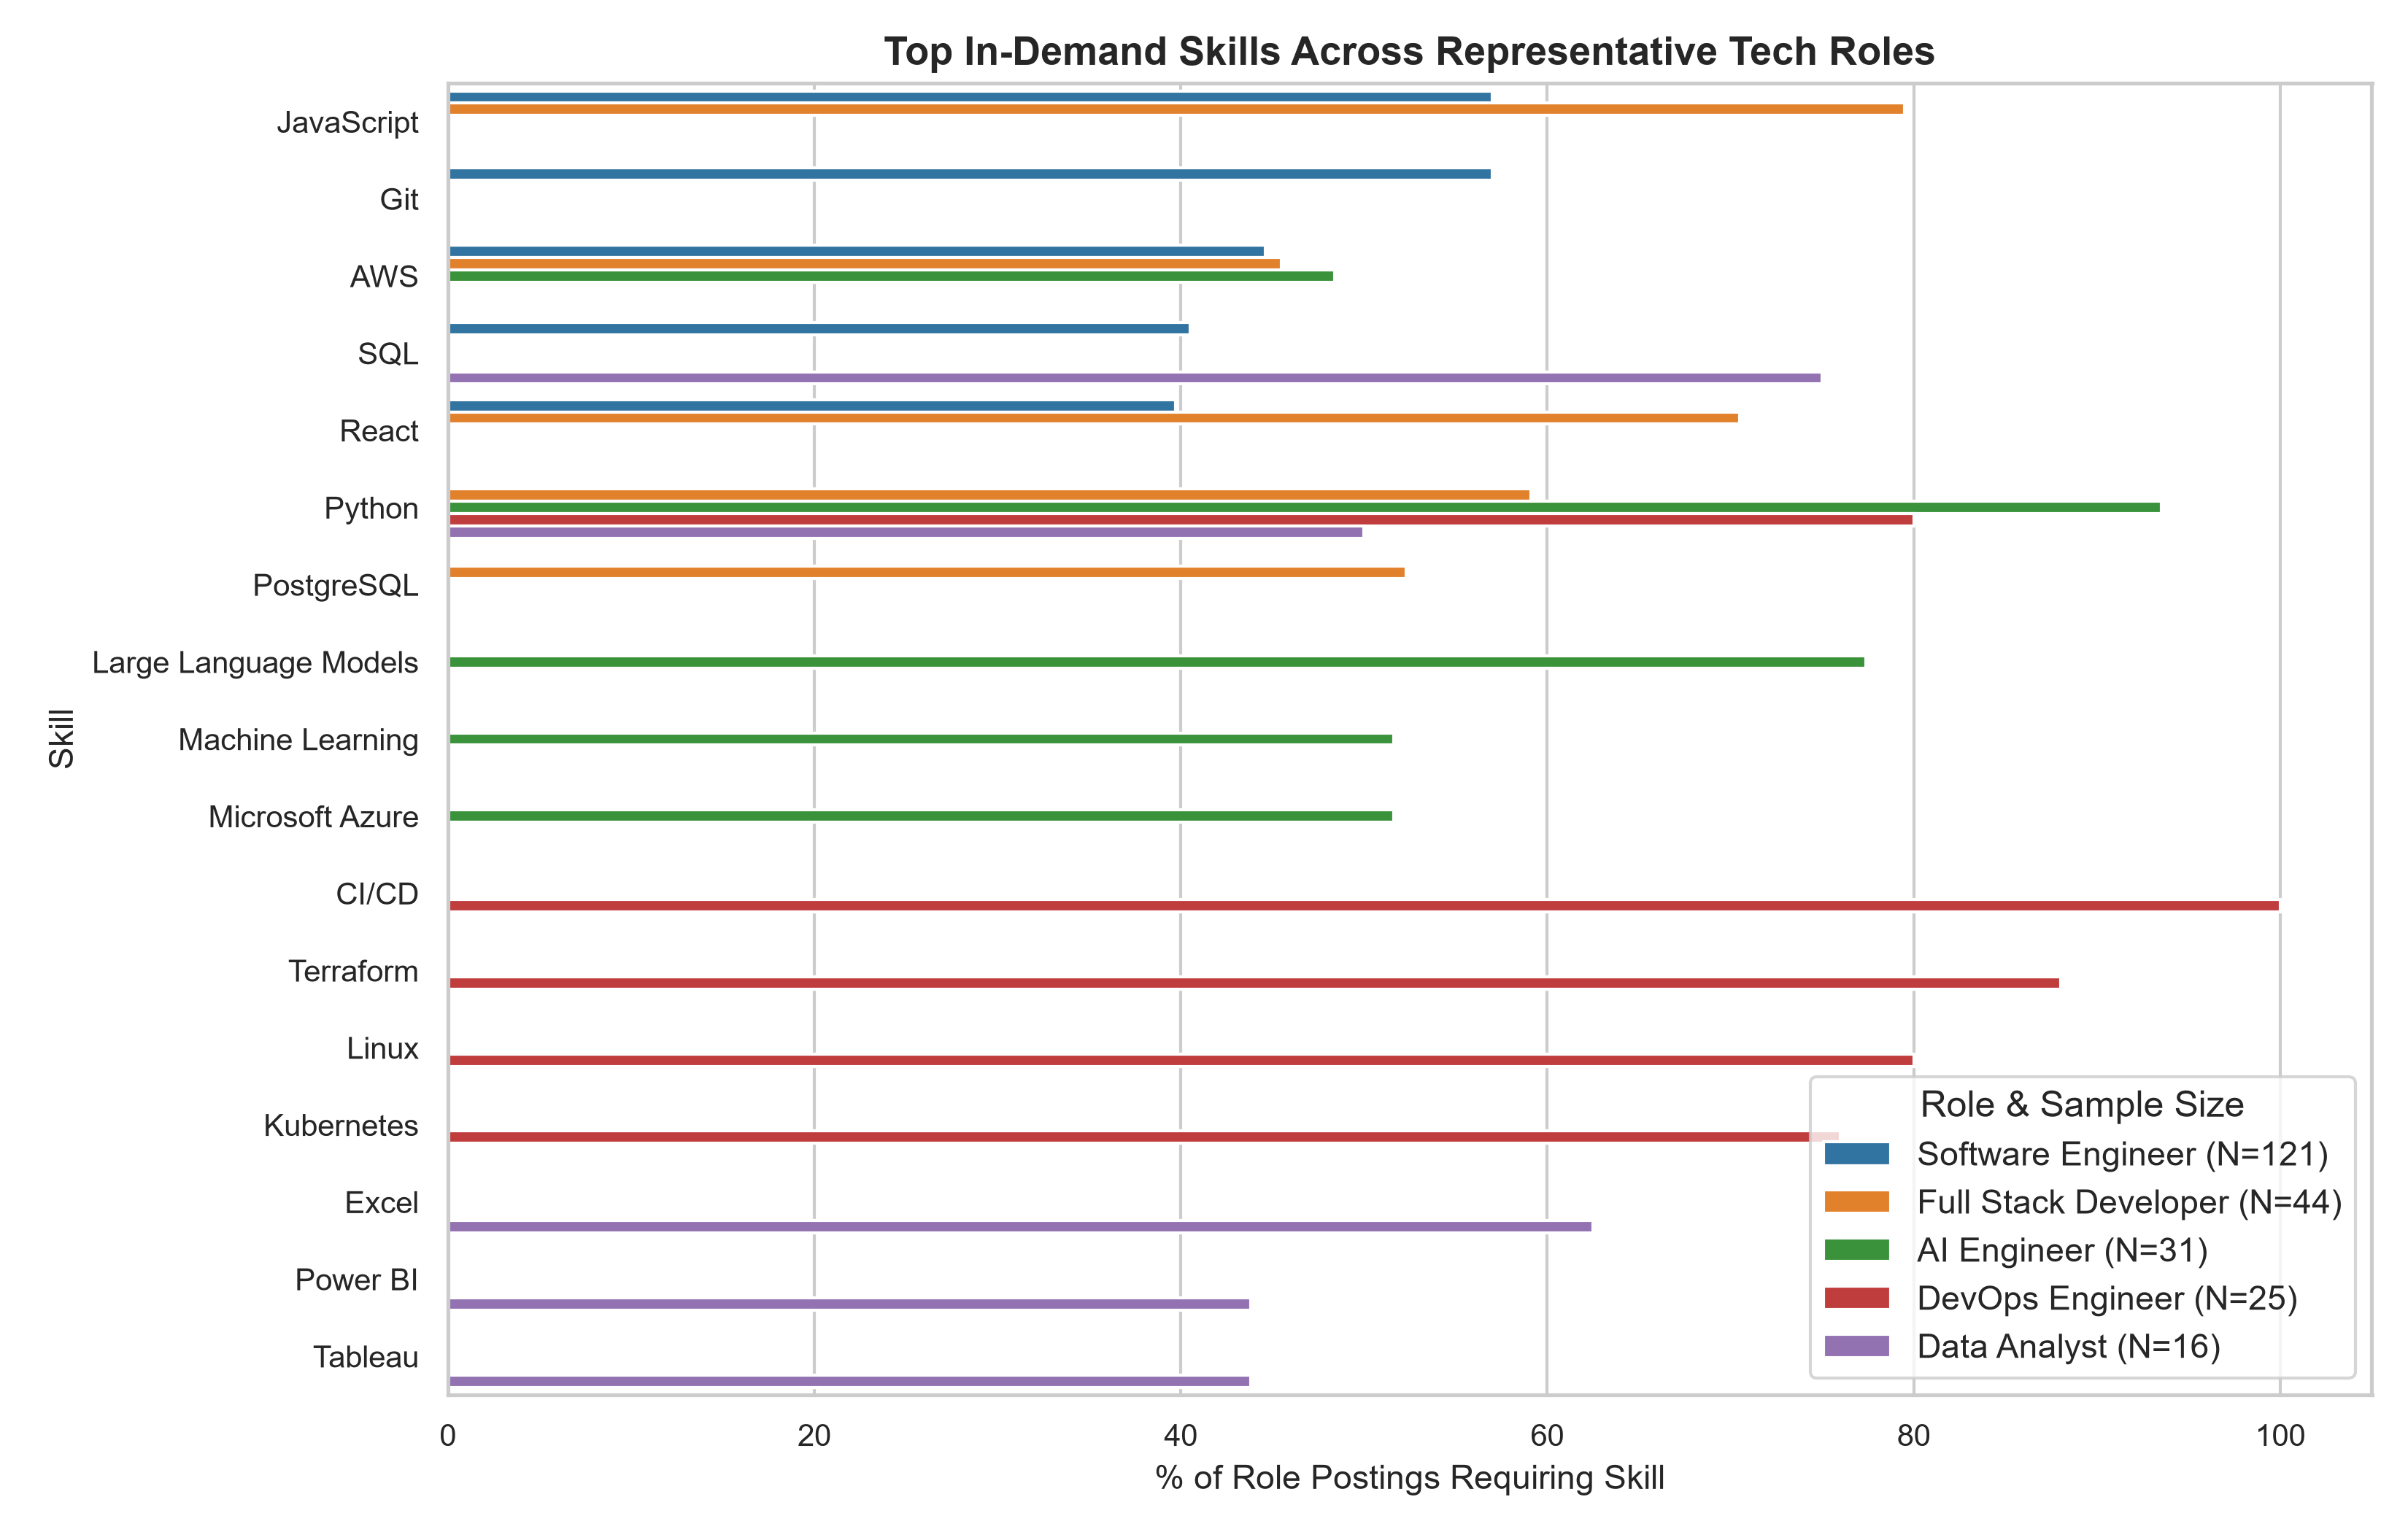 Top In-Demand Skills Across Representative Tech Roles
JavaScript
Git
AWS
SQL
React
Python
PostgreSQL
Large Language Models
Machine Learning
Microsoft Azure
CI/CD
Terraform
Linux
Kubernetes
Excel
Power BI
Tableau
Skill
Role & Sample Size
Software Engineer (N=121)
Full Stack Developer (N=44)
AI Engineer (N=31)
DevOps Engineer (N=25)
Data Analyst (N=16)
0 20 40 60 80 100
% of Role Postings Requiring Skill